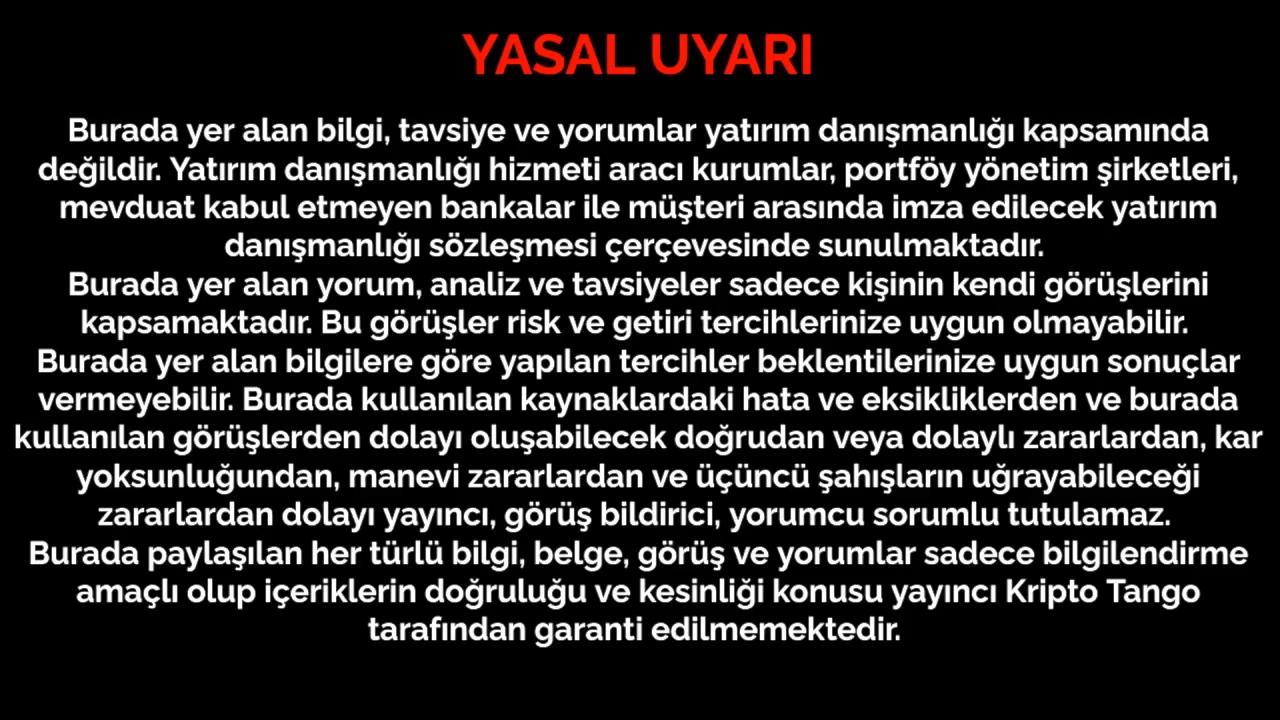 YASAL UYARI
Burada yer alan bilgi, tavsiye ve yorumlar yatırım danışmanlığı kapsamında
değildir. Yatırım danışmanlığı hizmeti aracı kurumlar, portföy yönetim şirketleri,
mevduat kabul etmeyen bankalar ile müşteri arasında imza edilecek yatırım
danışmanlığı sözleşmesi çerçevesinde sunulmaktadır.
Burada yer alan yorum, analiz ve tavsiyeler sadece kişinin kendi görüşlerini
kapsamaktadır. Bu görüşler risk ve getiri tercihlerinize uygun olmayabilir.
Burada yer alan bilgilere göre yapılan tercihler beklentilerinize uygun sonuçlar
vermeyebilir. Burada kullanılan kaynaklardaki hata ve eksikliklerden ve burada
kullanılan görüşlerden dolayı oluşabilecek doğrudan veya dolaylı zararlardan, kar
yoksunluğundan, manevi zararlardan ve üçüncü şahışların uğrayabileceği
zararlardan dolayı yayıncı, görüş bildirici, yorumcu sorumlu tutulamaz.
Burada paylaşılan her türlü bilgi, belge, görüş ve yorumlar sadece bilgilendirme
amaçlı olup içeriklerin doğruluğu ve kesinliği konusu yayıncı Kripto Tango
tarafından garanti edilmemektedir.